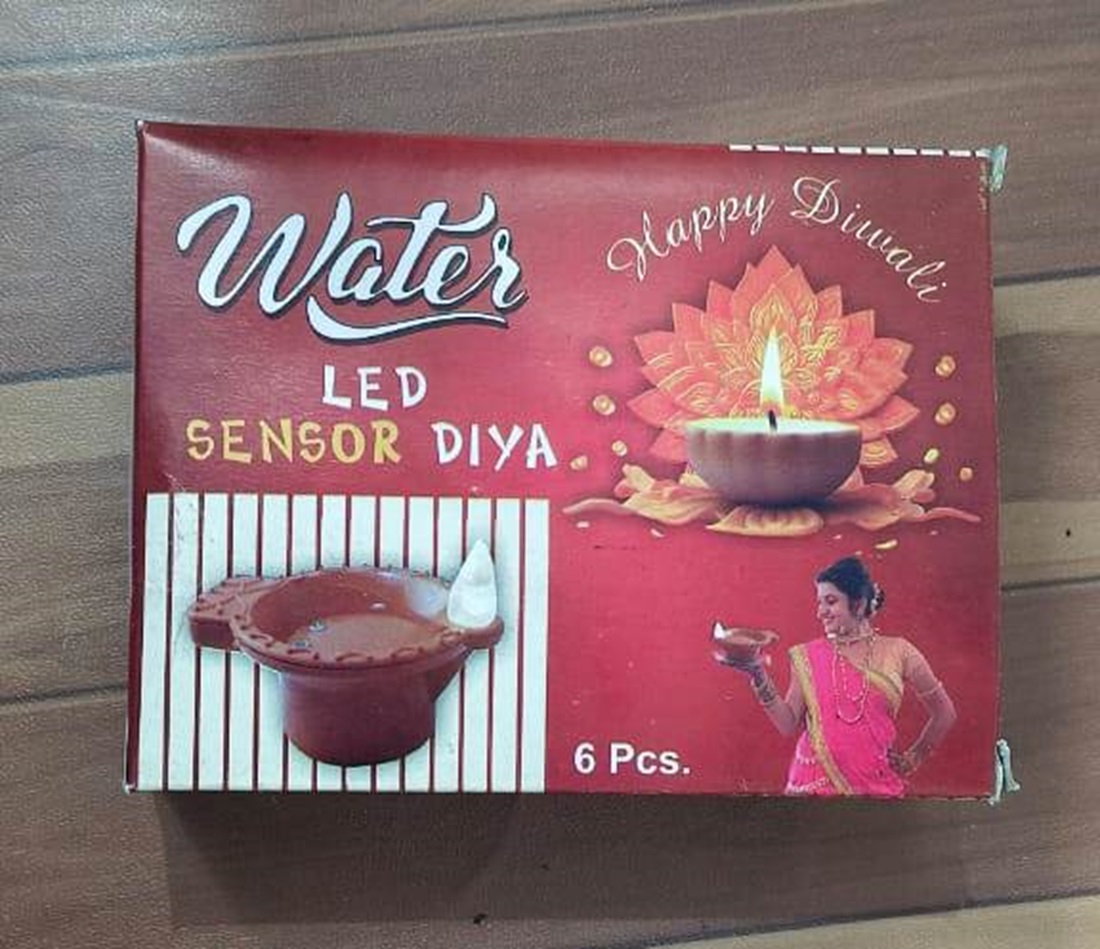 Water
LED
SENSOR DIYA
Happy Diwali
6 Pcs.